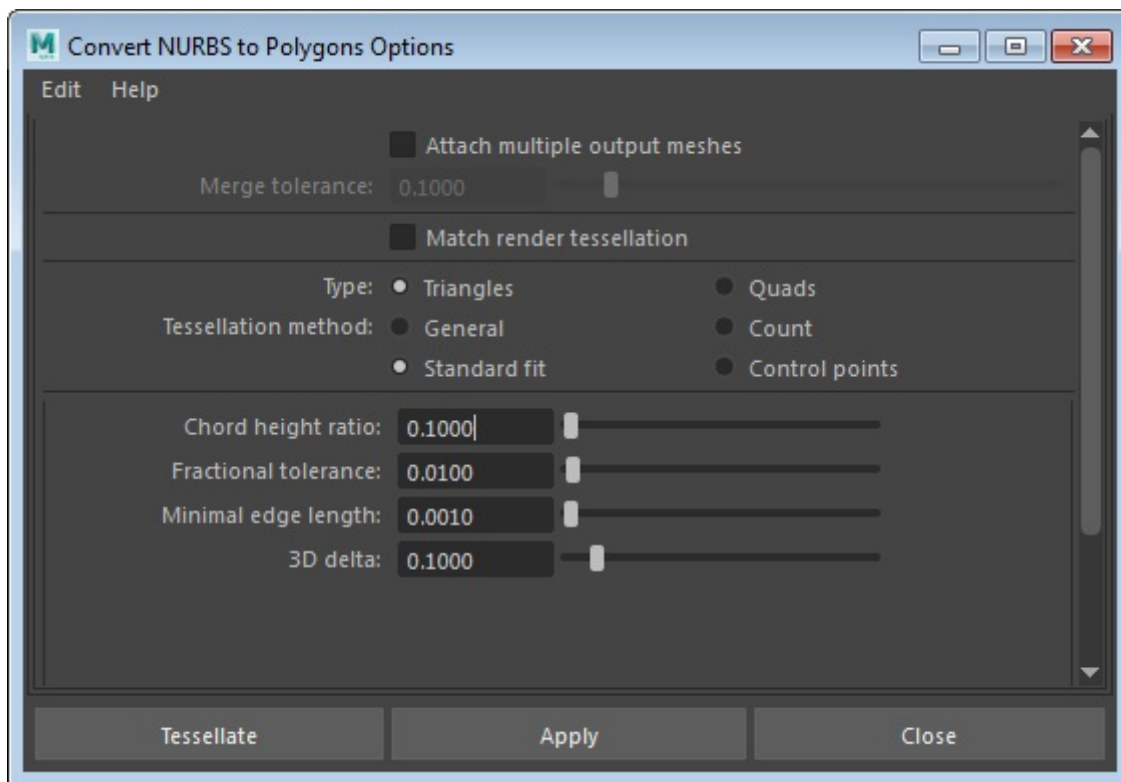 Convert NURBS to Polygons Options
Edit Help
Attach multiple output meshes
Merge tolerance: 0.1000
Match render tessellation
Type: Triangles Quads
Tessellation method: General Count
Standard fit Control points
Chord height ratio: 0.1000
Fractional tolerance: 0.0100
Minimal edge length: 0.0010
3D delta: 0.1000
Tessellate Apply Close